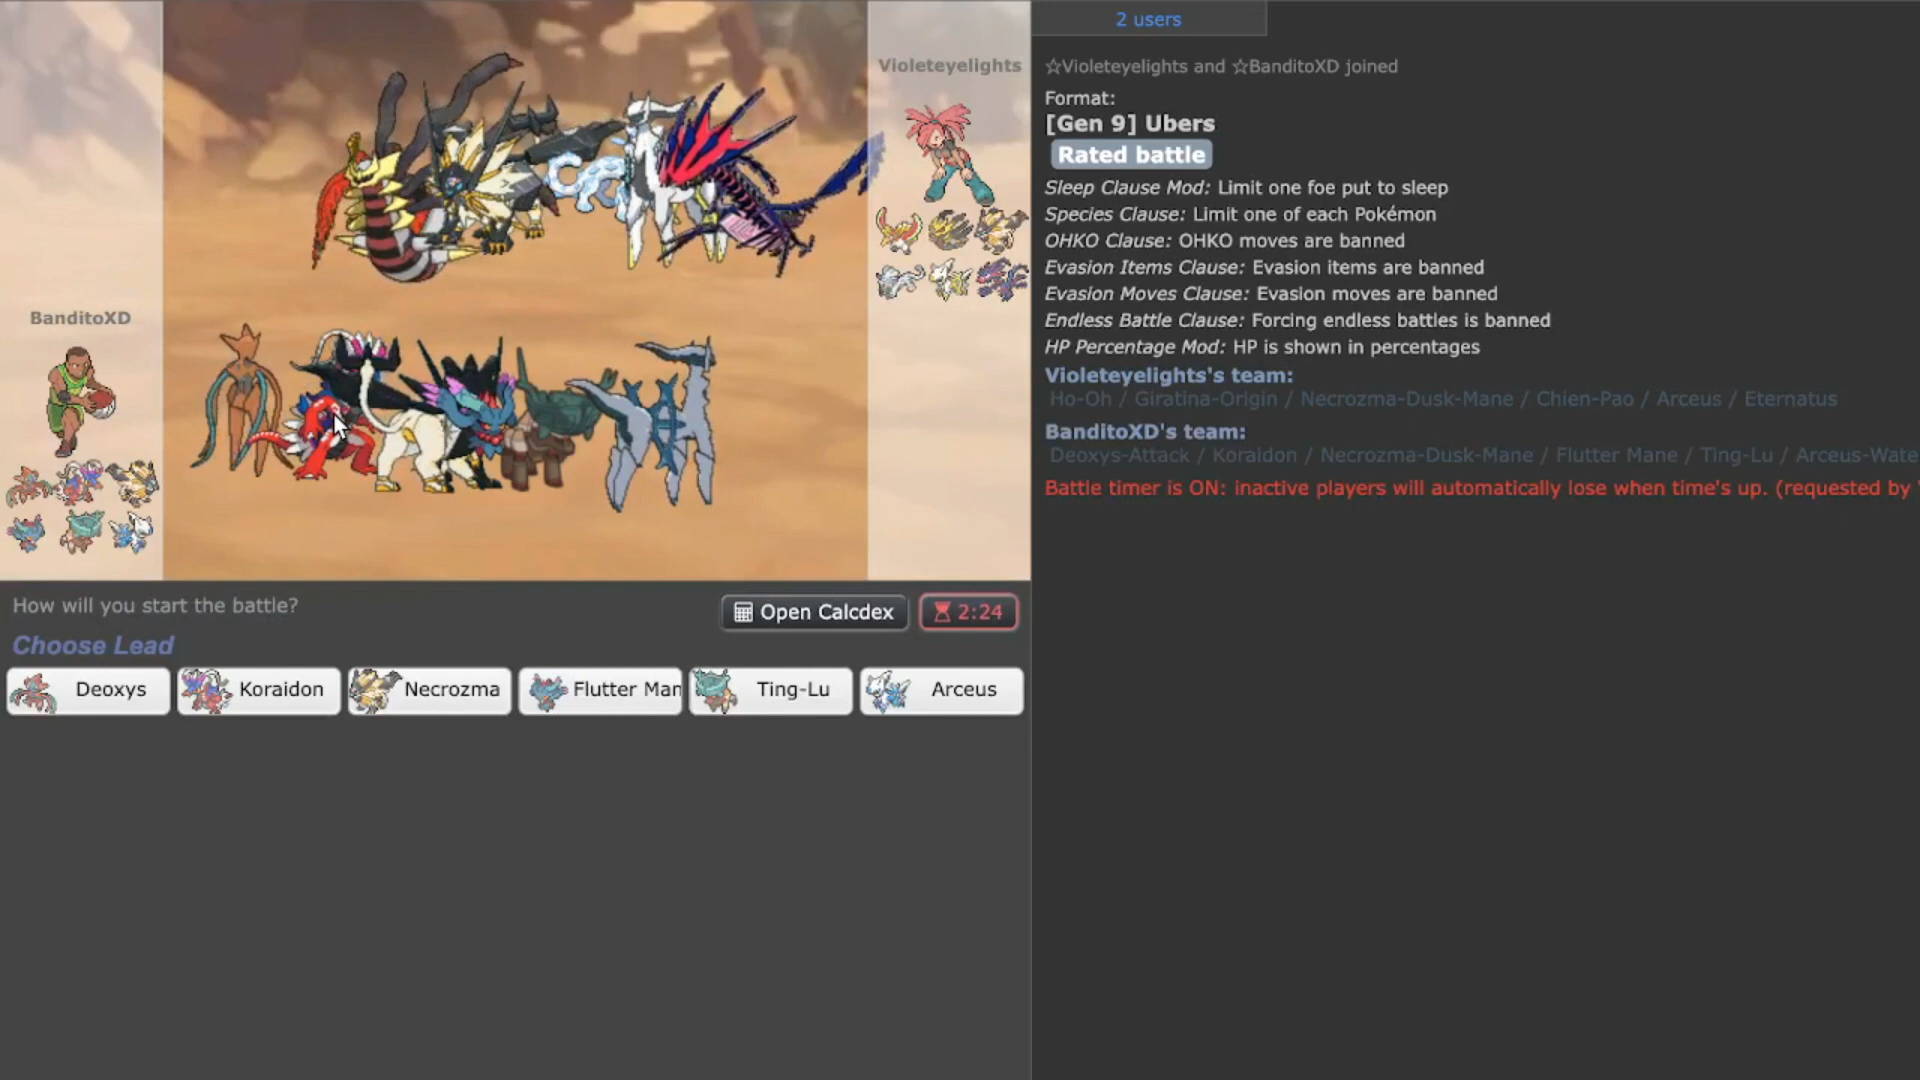 2 users
Violeteyelights
BanditoXD
☆Violeteyelights and ☆BanditoXD joined
Format:
[Gen 9] Ubers
Rated battle
Sleep Clause Mod: Limit one foe put to sleep
Species Clause: Limit one of each Pokémon
OHKO Clause: OHKO moves are banned
Evasion Items Clause: Evasion items are banned
Evasion Moves Clause: Evasion moves are banned
Endless Battle Clause: Forcing endless battles is banned
HP Percentage Mod: HP is shown in percentages
Violeteyelights's team:
Ho-Oh / Giratina-Origin / Necrozma-Dusk-Mane / Chien-Pao / Arceus / Eternatus
BanditoXD's team:
Deoxys-Attack / Koraidon / Necrozma-Dusk-Mane / Flutter Mane / Ting-Lu / Arceus-Wate
Battle timer is ON: inactive players will automatically lose when time's up. (requested by
How will you start the battle?
Open Calcdex
2:24
Choose Lead
Deoxys
Koraidon
Necrozma
Flutter Man
Ting-Lu
Arceus